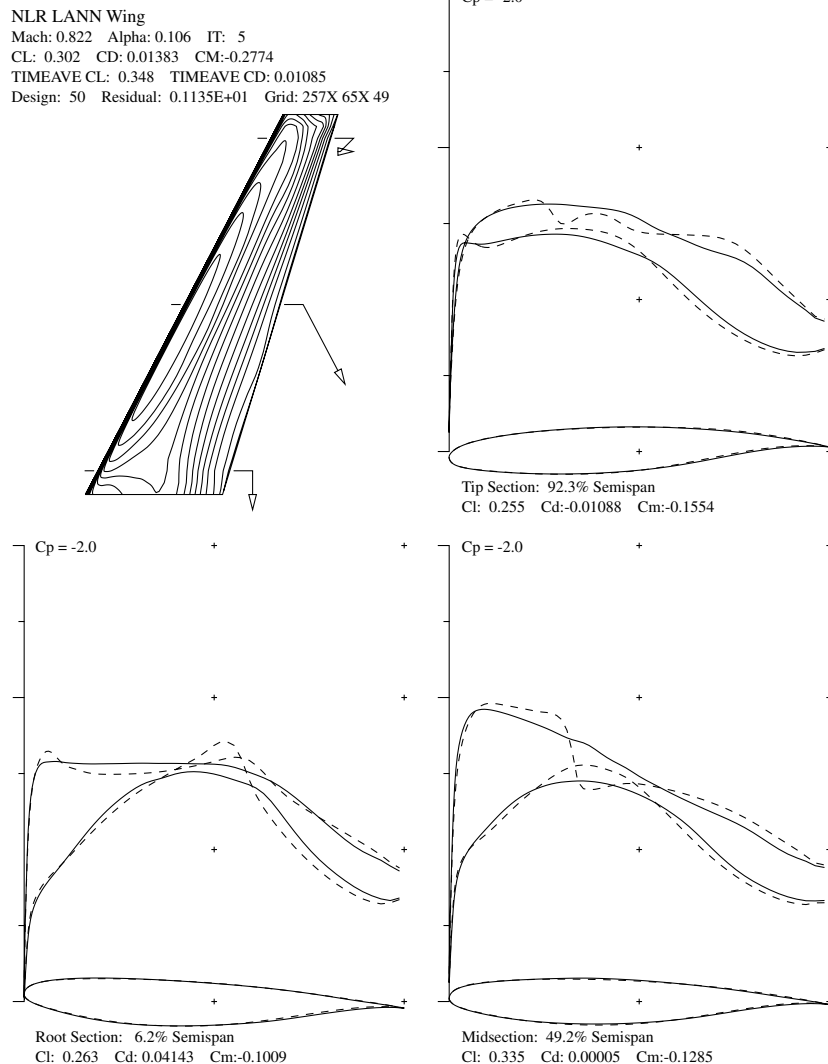 NLR LANN Wing
Mach: 0.822 Alpha: 0.106 IT: 5
CL: 0.302 CD: 0.01383 CM:-0.2774
TIMEAVE CL: 0.348 TIMEAVE CD: 0.01085
Design: 50 Residual: 0.1135E+01 Grid: 257X 65X 49
Cp = -2.0
Tip Section: 92.3% Semispan
Cl: 0.255 Cd:-0.01088 Cm:-0.1554
Cp = -2.0
Root Section: 6.2% Semispan
Cl: 0.263 Cd: 0.04143 Cm:-0.1009
Cp = -2.0
Midsection: 49.2% Semispan
Cl: 0.335 Cd: 0.00005 Cm:-0.1285